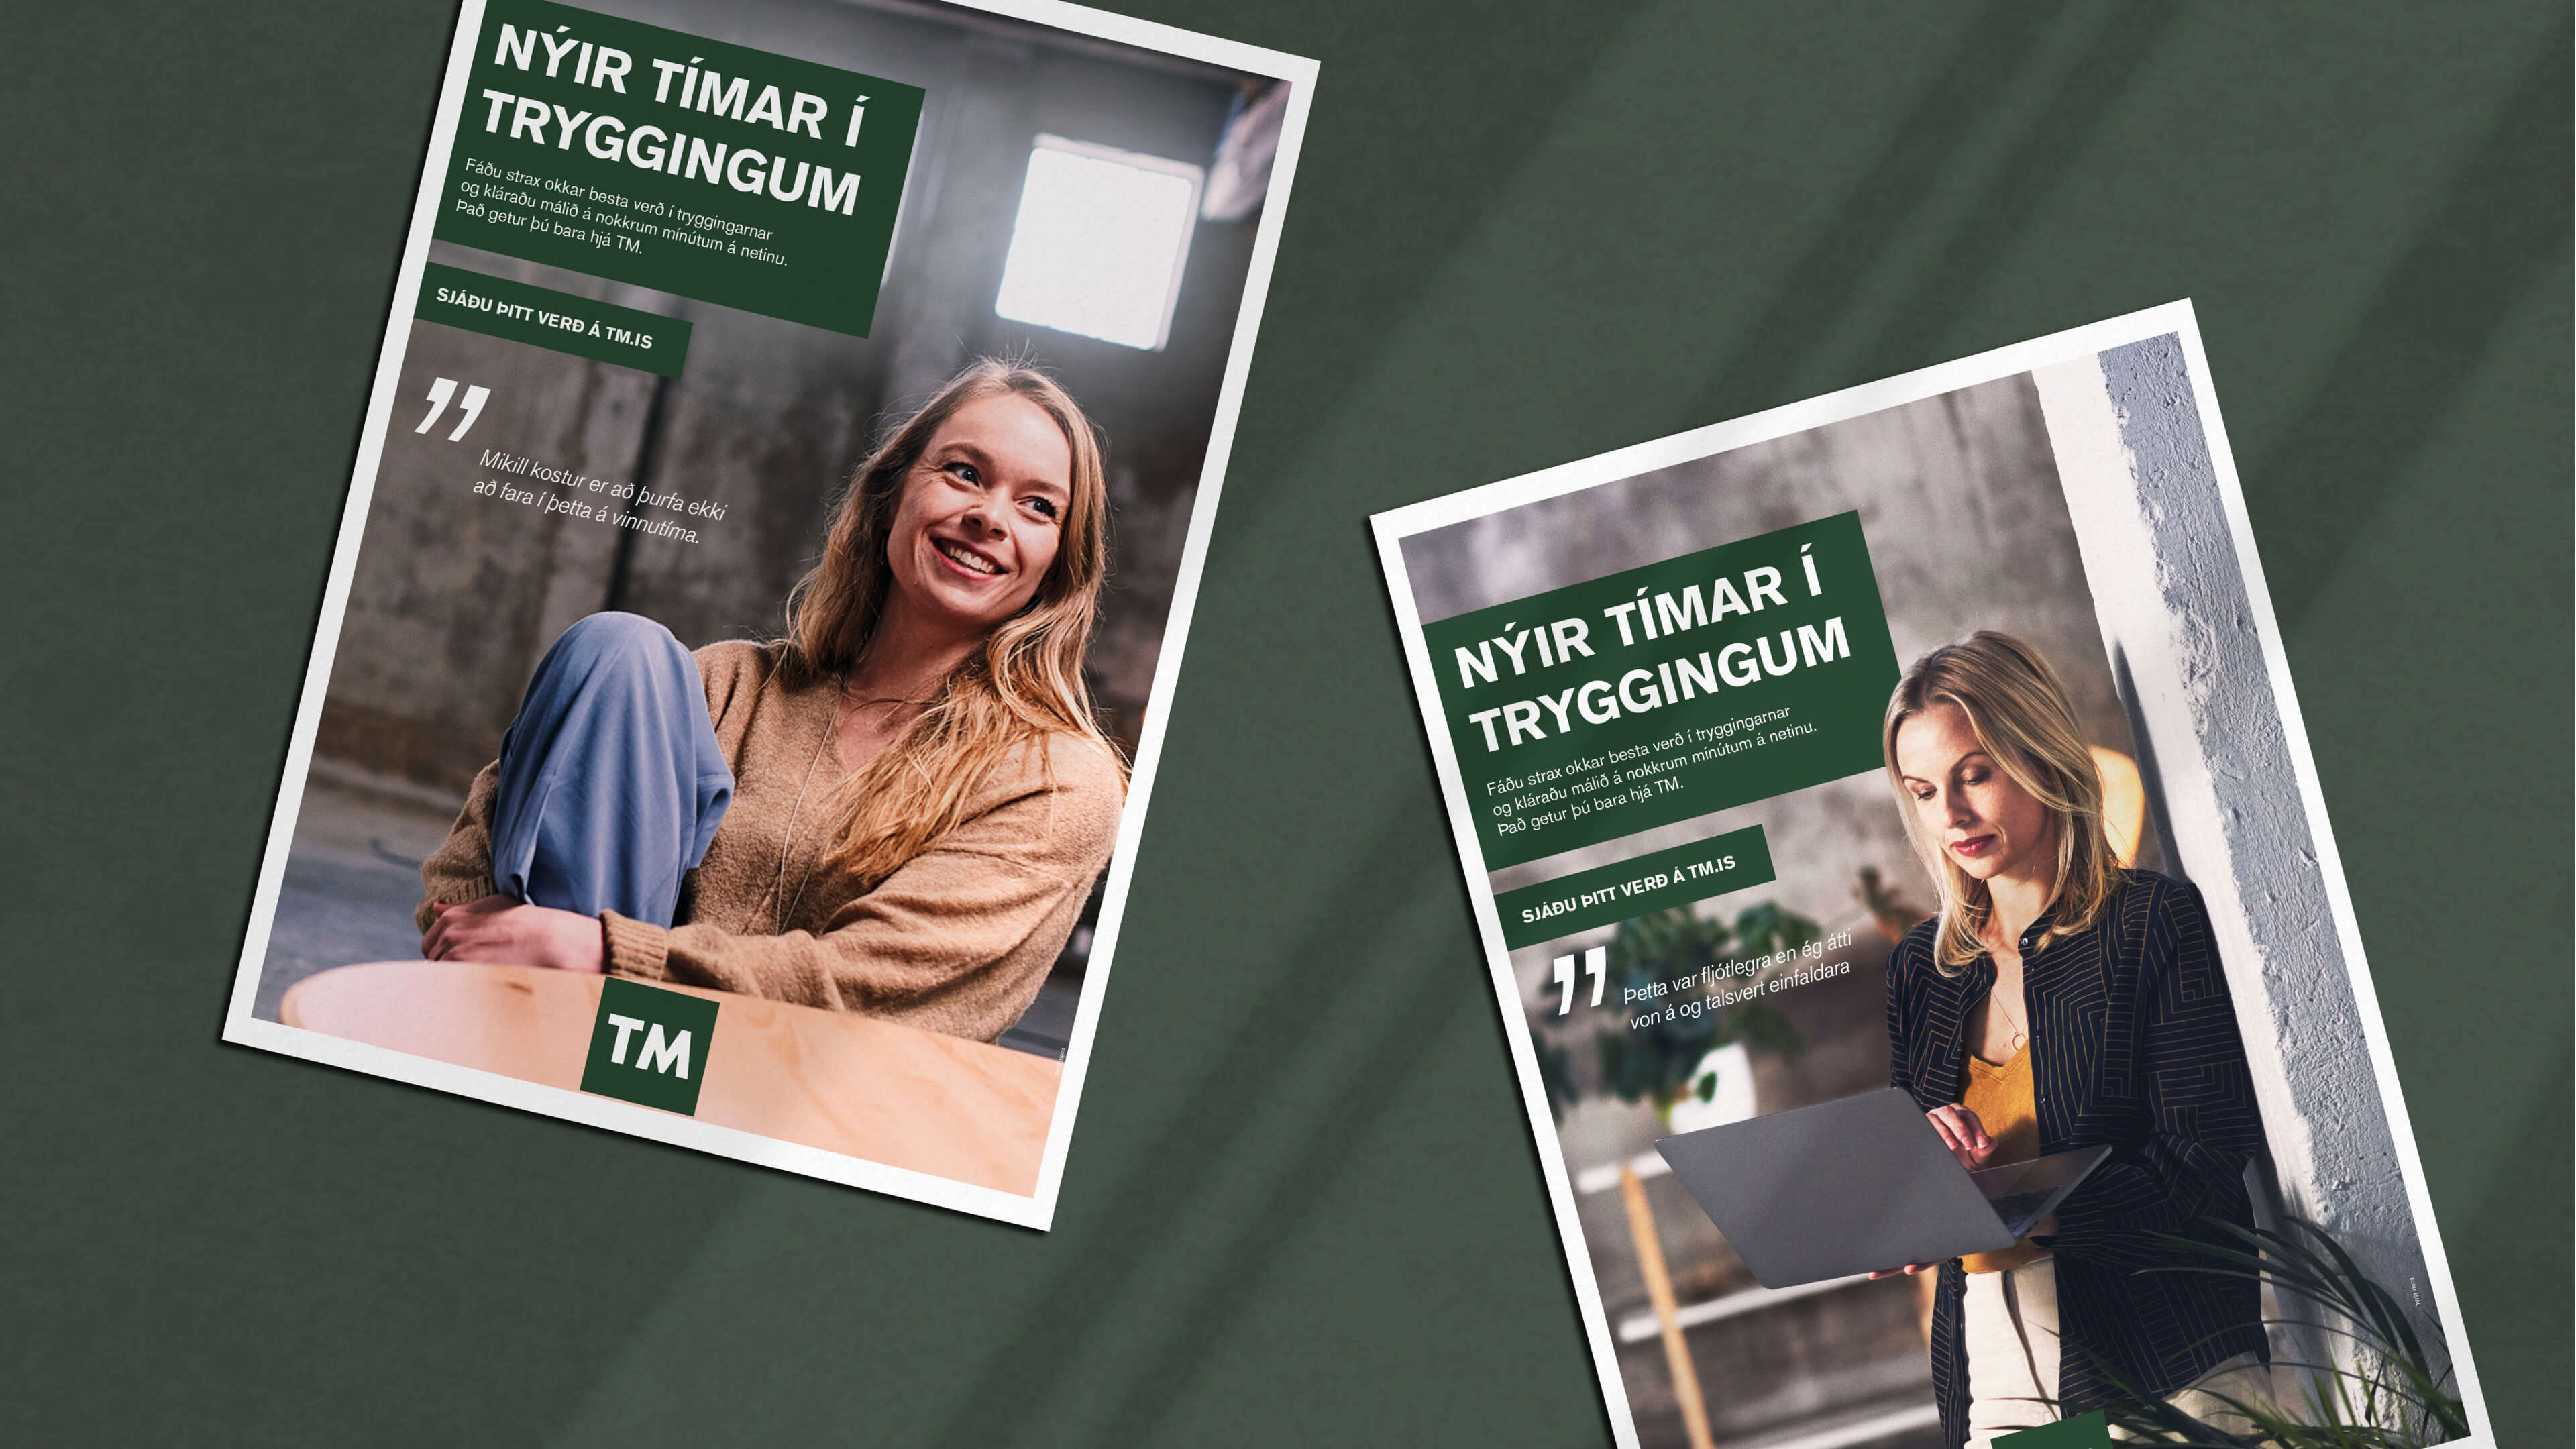 NÝIR TÍMAR Í
TRYGGINGUM
Fáðu strax okkar besta verð í tryggingarnar
og kláraðu málið á nokkrum mínútum á netinu.
Það getur þú bara hjá TM.
SJÁÐU ÞITT VERÐ Á TM.IS
”
Mikill kostur er að þurfa ekki
að fara í þetta á vinnutíma.
TM
NÝIR TÍMAR Í
TRYGGINGUM
Fáðu strax okkar besta verð í tryggingarnar
og kláraðu málið á nokkrum mínútum á netinu.
Það getur þú bara hjá TM.
SJÁÐU ÞITT VERÐ Á TM.IS
”
Þetta var fljótlegra en ég átti
von á og talsvert einfaldara